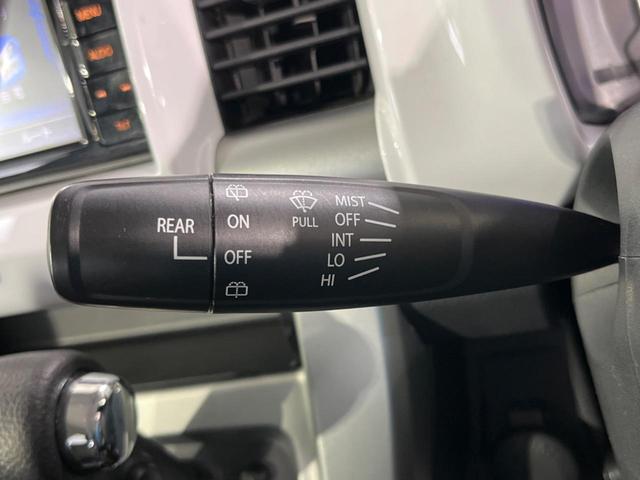 MENU
AUDIO
REAR
ON
OFF
PULL
MIST
OFF
INT
LO
HI